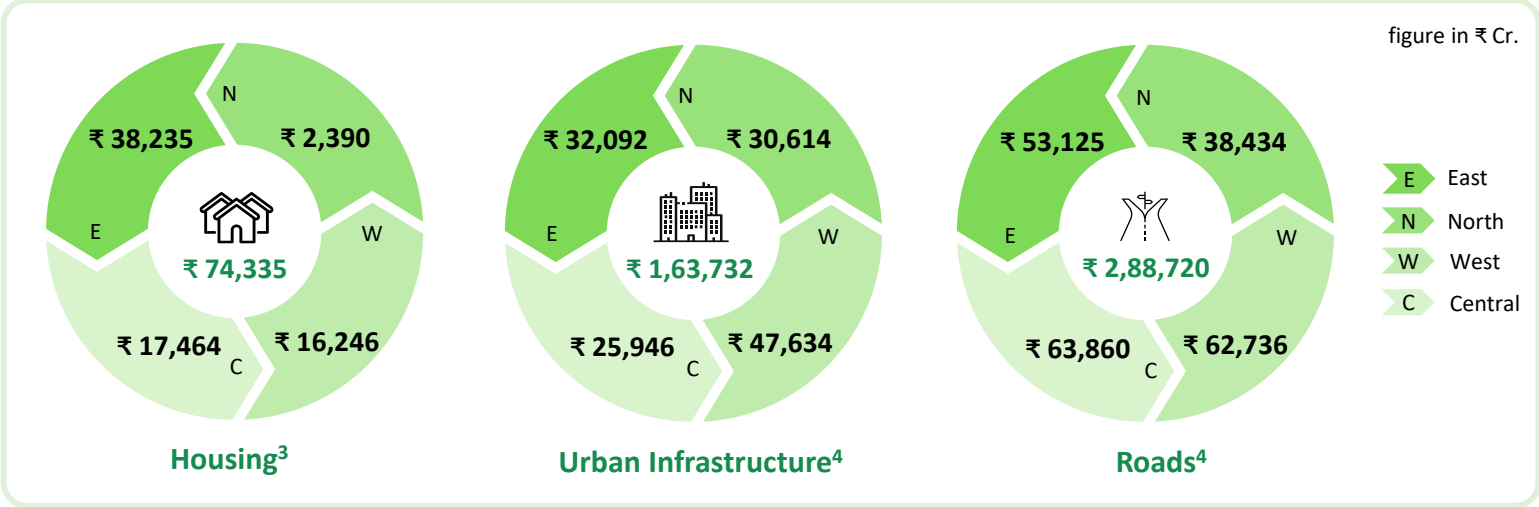 figure in ₹ Cr.
N
₹ 38,235
₹ 2,390
E
W
₹ 74,335
₹ 17,464
₹ 16,246
C
Housing³
N
₹ 32,092
₹ 30,614
E
W
₹ 1,63,732
₹ 25,946
₹ 47,634
C
Urban Infrastructure⁴
N
₹ 53,125
₹ 38,434
E
W
₹ 2,88,720
₹ 63,860
₹ 62,736
C
Roads⁴
E East
N North
W West
C Central